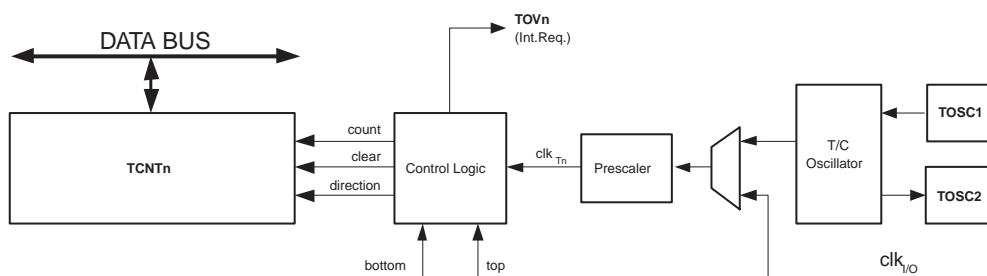 DATA BUS
TOVn
(Int.Req.)
TCNTn
count
clear
direction
Control Logic
clk Tn
Prescaler
T/C
Oscillator
TOSC1
TOSC2
bottom
top
clk I/O